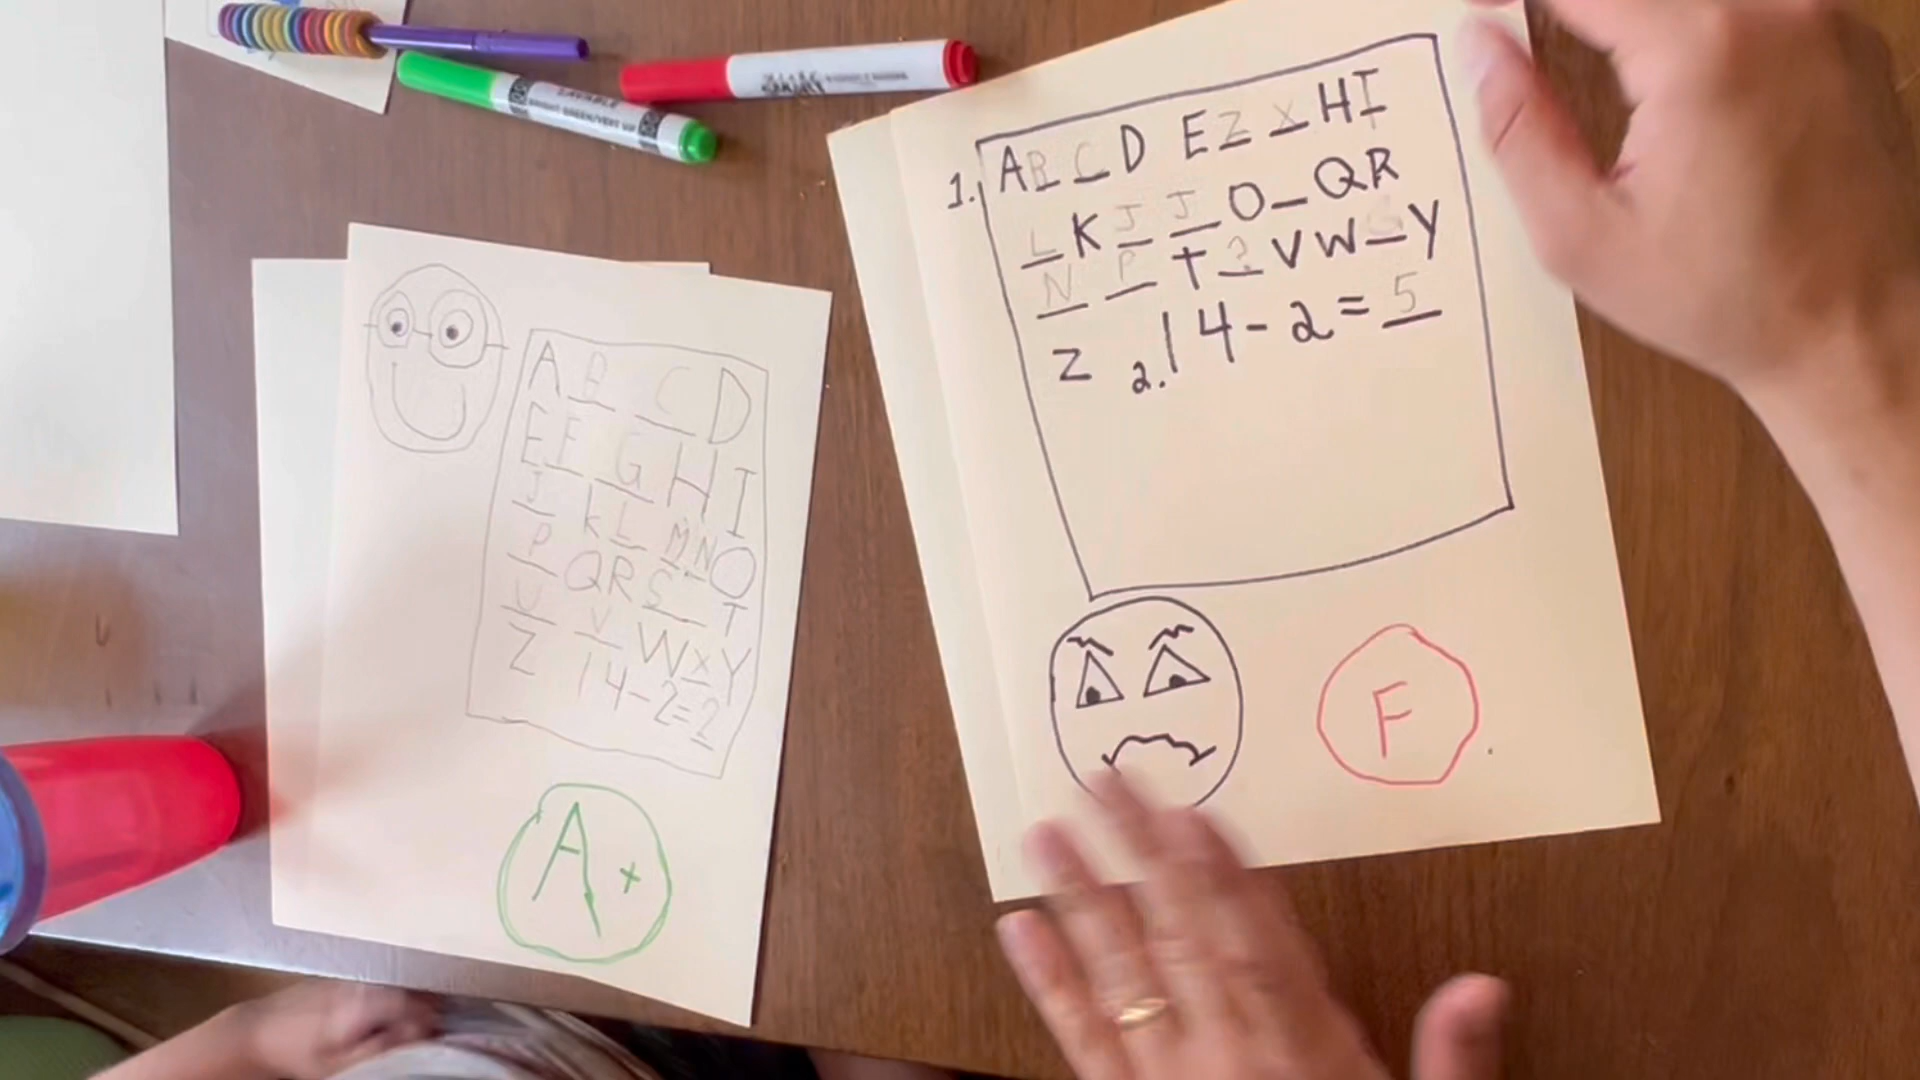 A B C D
E F G H I
J K L M N O
P Q R S T
U V W X Y
Z 14-2=2
A+
1. A B C D E Z X H I
L K J J O _ Q R
N P T ? V W S Y
Z 2. 14-2=5
F